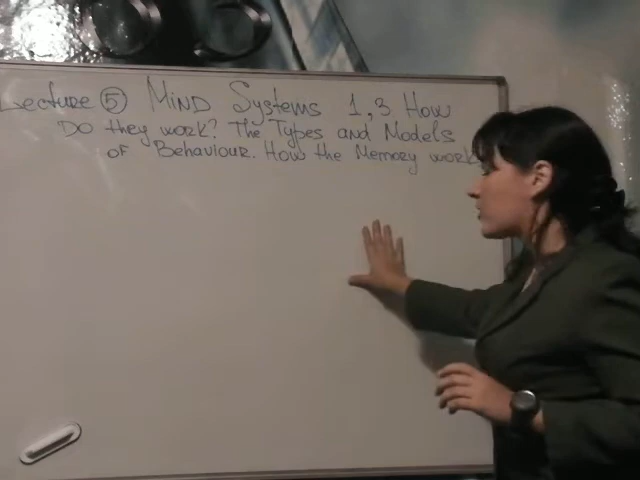 Lecture ⑤ Mind Systems 1,3 How
Do they work? The Types and Models
of Behaviour. How the Memory work